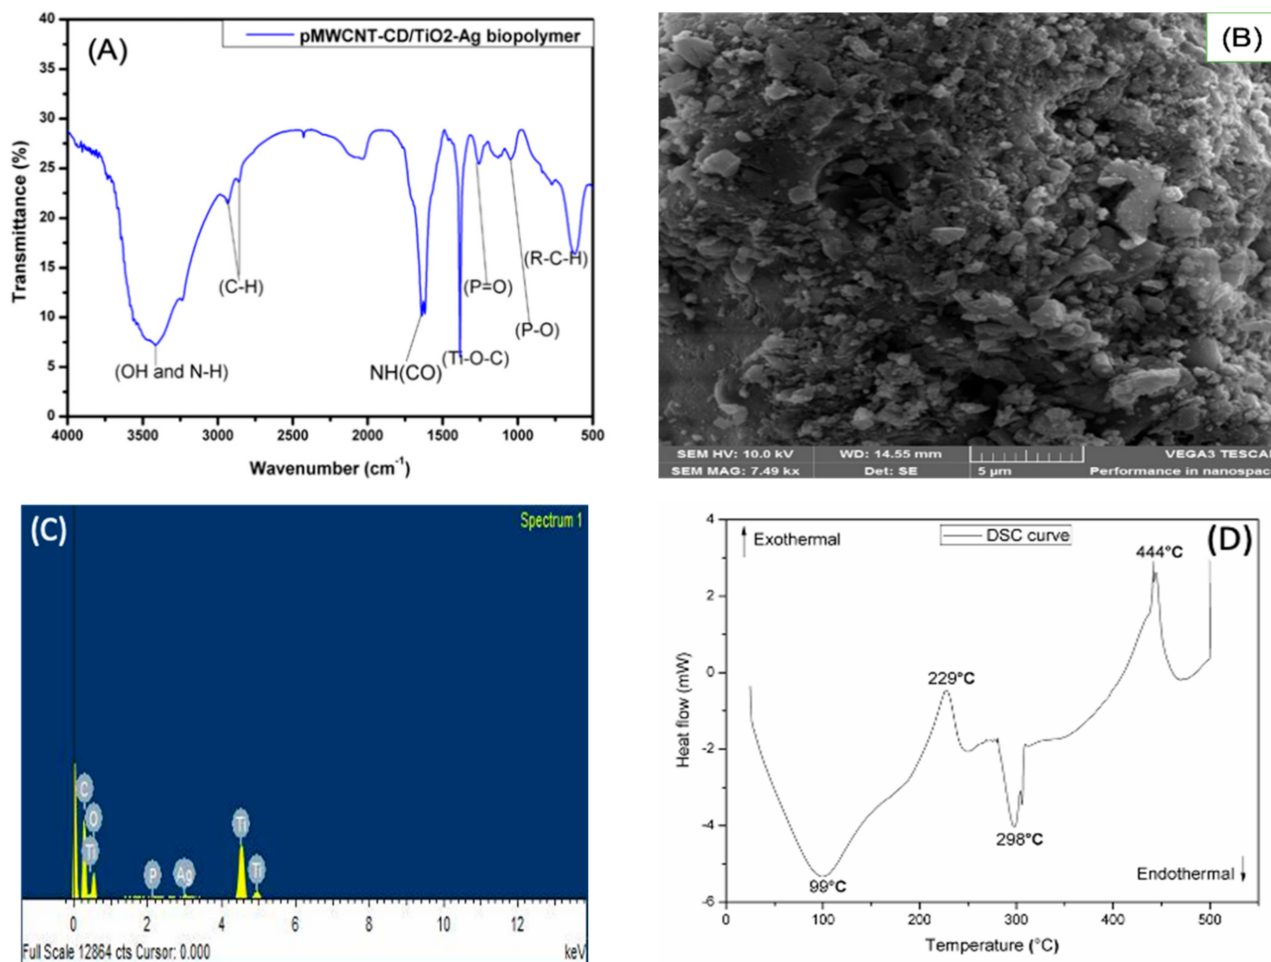 (A)
pMWCNT-CD/TiO2-Ag biopolymer
Transmittance (%)
40
35
30
25
20
15
10
5
0
(C-H)
(OH and N-H)
NH(CO)
(Ti-O-C)
(P=O)
(P-O)
(R-C-H)
4000 3500 3000 2500 2000 1500 1000 500
Wavenumber (cm⁻¹)
(B)
SEM HV: 10.0 kV WD: 14.55 mm VEGA3 TESCA
SEM MAG: 7.49 kx Det: SE 5 µm Performance in nanospac
(C)
Spectrum 1
C
O
Ti
P
Ag
Ti
Ti
0 2 4 6 8 10 12
Full Scale 12864 cts Cursor: 0.000 keV
(D)
Exothermal
DSC curve
444°C
229°C
298°C
99°C
Endothermal
Heat flow (mW)
4
2
0
-2
-4
-6
0 100 200 300 400 500
Temperature (°C)